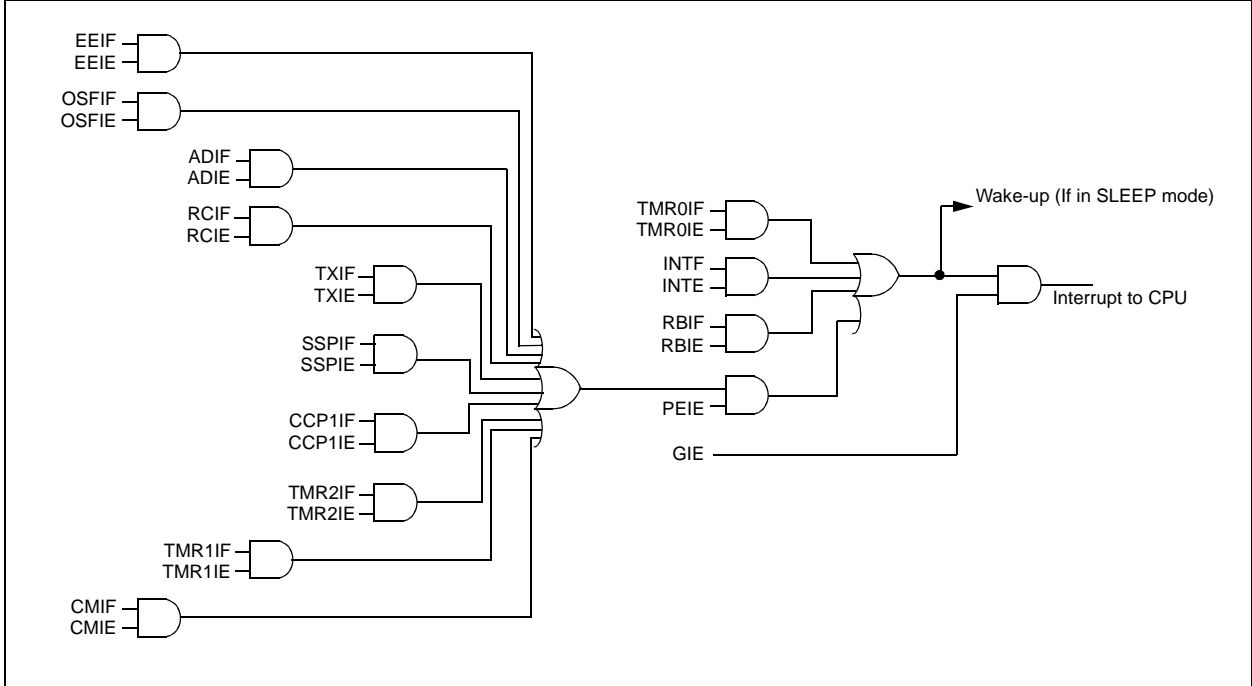 EEIF
EEIE
OSFIF
OSFIE
ADIF
ADIE
RCIF
RCIE
TXIF
TXIE
SSPIF
SSPIE
CCP1IF
CCP1IE
TMR2IF
TMR2IE
TMR1IF
TMR1IE
CMIF
CMIE
TMR0IF
TMR0IE
INTF
INTE
RBIF
RBIE
PEIE
GIE
Wake-up (If in SLEEP mode)
Interrupt to CPU